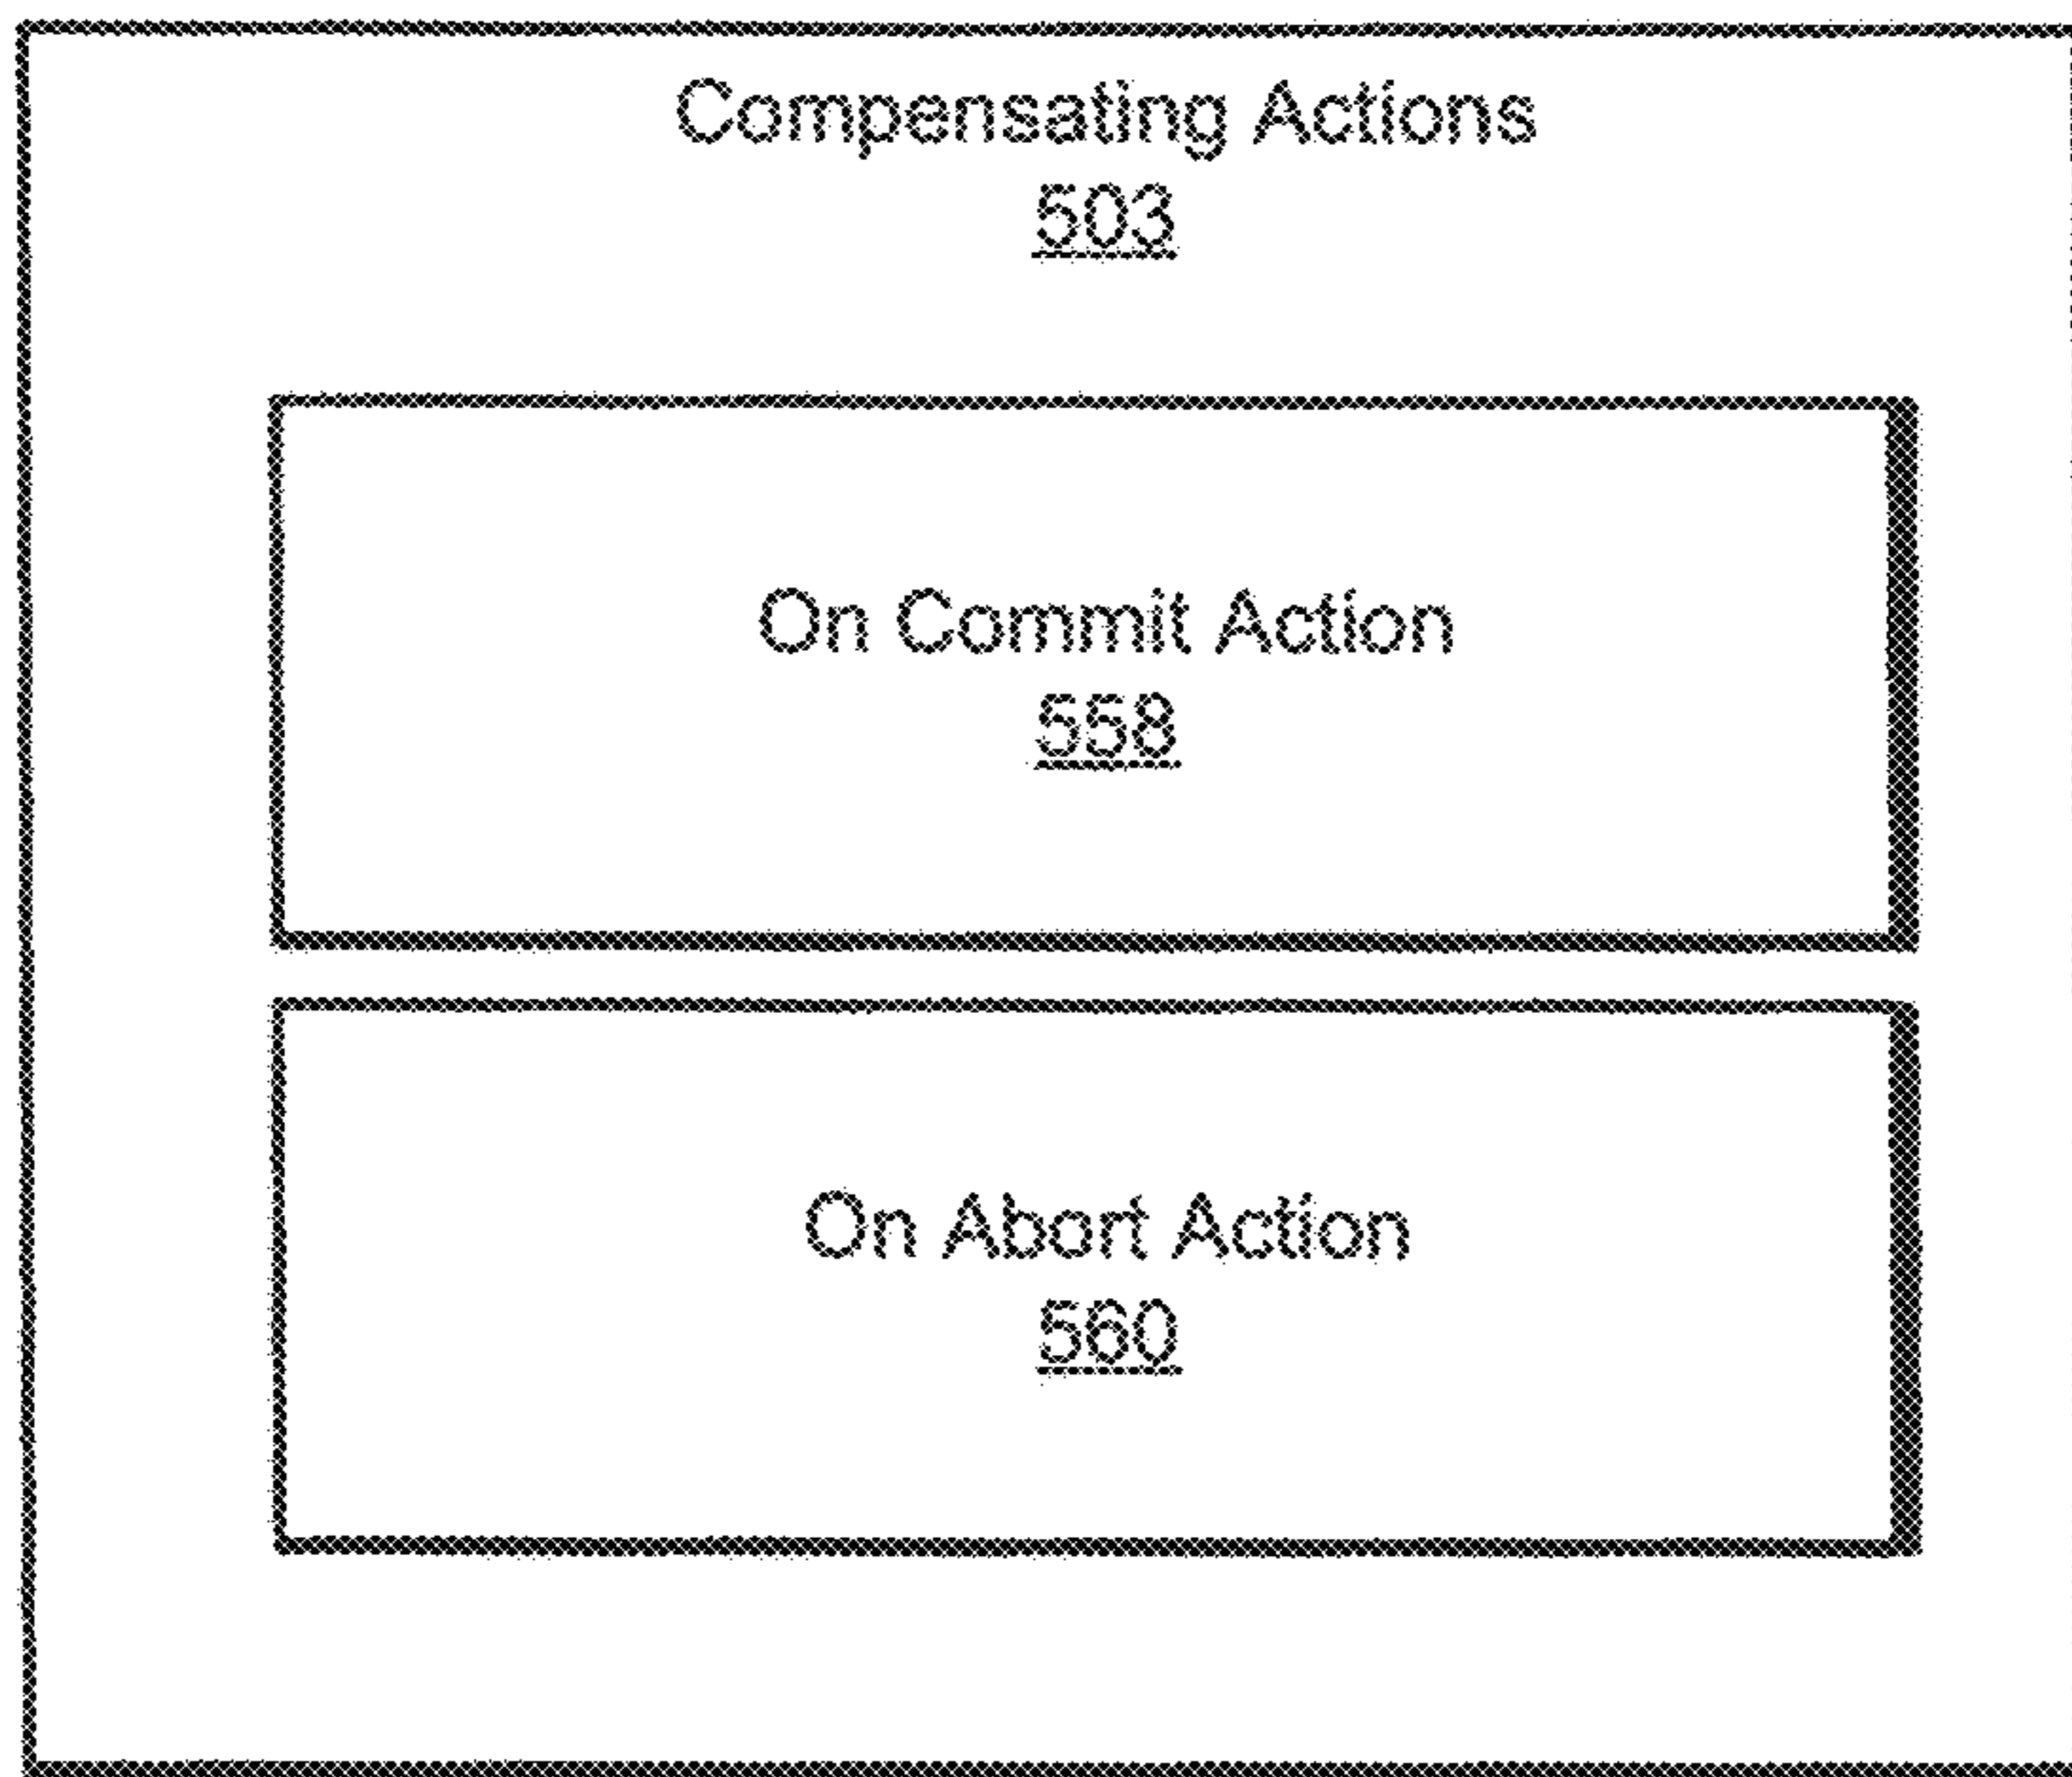 Compensating Actions
503
On Commit Action
558
On Abort Action
560